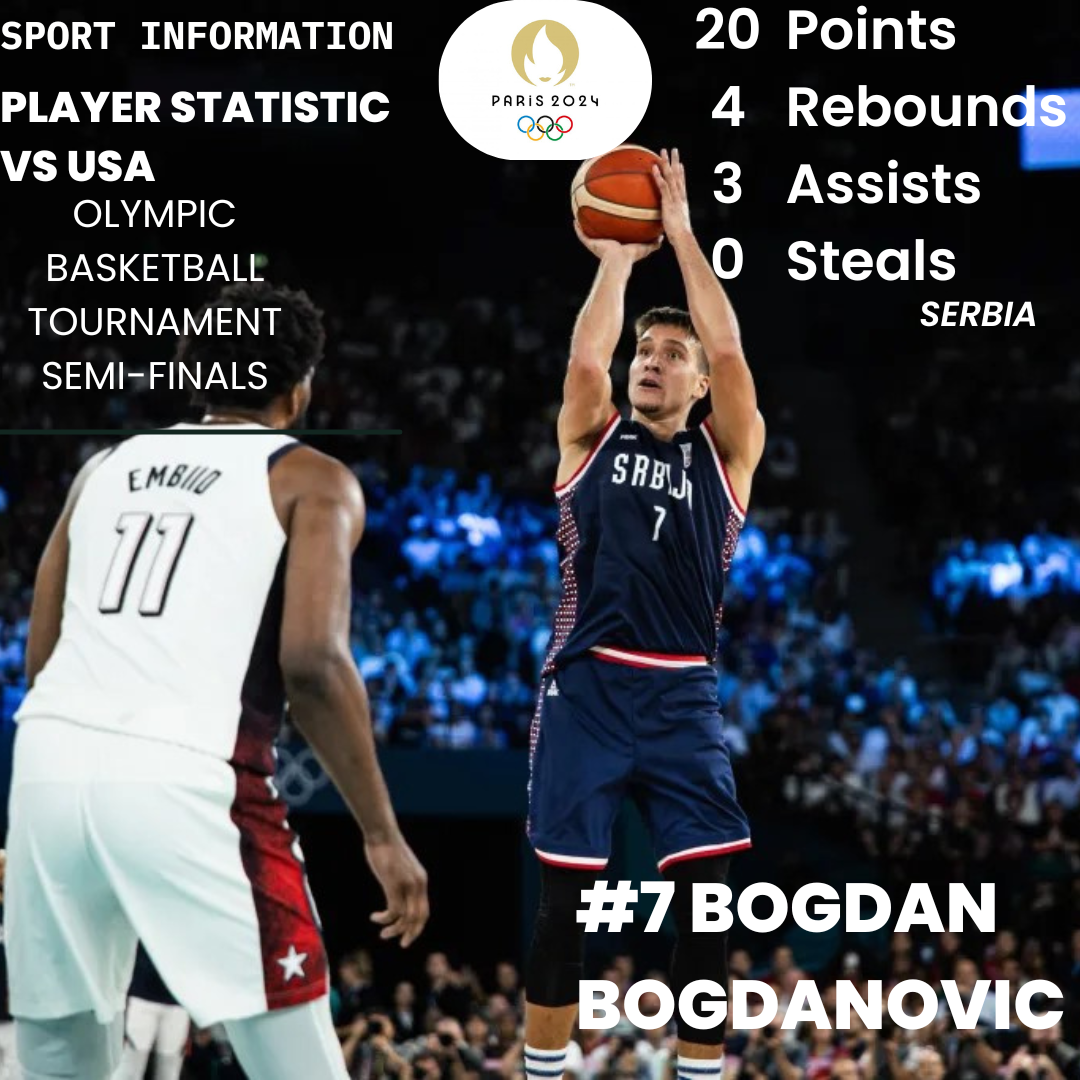 SPORT INFORMATION
PLAYER STATISTIC
VS USA
OLYMPIC
BASKETBALL
TOURNAMENT
SEMI-FINALS
PARIS 2024
20 Points
4 Rebounds
3 Assists
0 Steals
SERBIA
EMBIID
11
SRBIJA
7
#7 BOGDAN
BOGDANOVIC